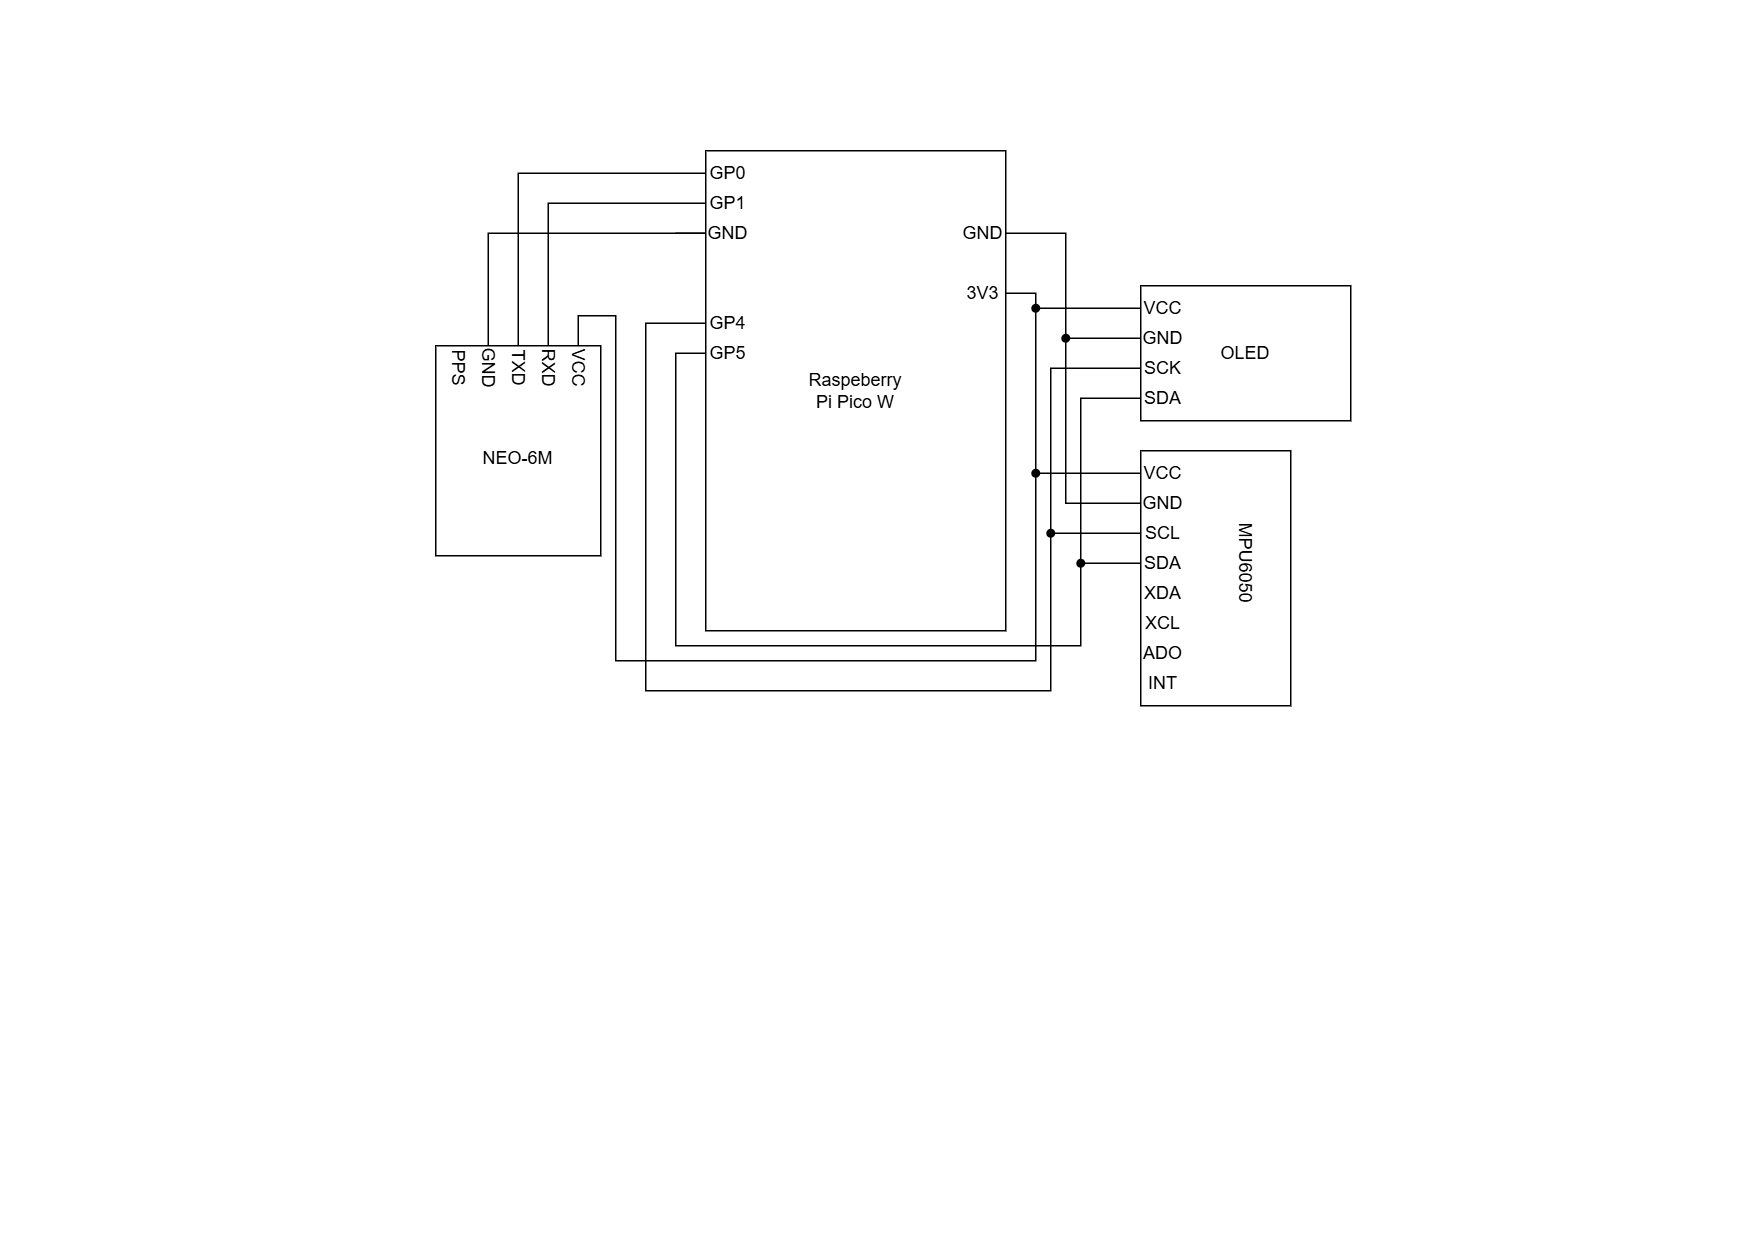 GP0
GP1
GND
GP4
GP5
GND
3V3
Raspeberry
Pi Pico W
PPS
GND
TXD
RXD
VCC
NEO-6M
VCC
GND
SCK
SDA
OLED
VCC
GND
SCL
SDA
XDA
XCL
ADO
INT
MPU6050